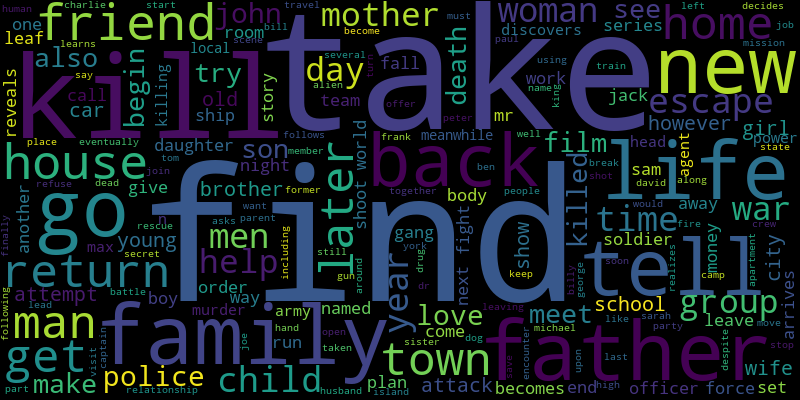 friend
john
mother
woman
see
home
one
leaf
room
local
series
discovers
also
kill
take
new
begin
killing
try
day
fall
death
work
reveals
call
car
old
story
team
mr
jack
escape
ship
house
daughter
son
night
back
film
however
girl
power
head
agent
state
give
brother
later
shoot
world
body
killed
sam
life
another
go
find
men
gang
show
time
away
war
young
max
help
year
next
fight
soldier
money
city
return
tell
attempt
boy
order
way
named
group
arrives
murder
army
love
meet
school
man
family
run
come
father
leave
get
police
child
town
wife
make
plan
attack
becomes
end
officer
force
set
human
charlie
start
bill
scene
travel
become
must
paul
left
decides
job
mission
learns
say
several
alien
turn
using
train
name
king
offer
peter
place
eventually
tom
join
follows
member
former
meanwhile
frank
well
ben
break
shot
david
along
refuse
dead
want
together
people
n
asks
parent
would
fire
crew
finally
rescue
secret
including
still
around
york
drug
dr
keep
gun
billy
george
soon
realizes
camp
apartment
following
battle
lead
visit
captain
hand
joe
open
taken
leaving
sister
dog
michael
like
sarah
party
move
despite
stop
part
relationship
husband
island
save
encounter
upon
last
high